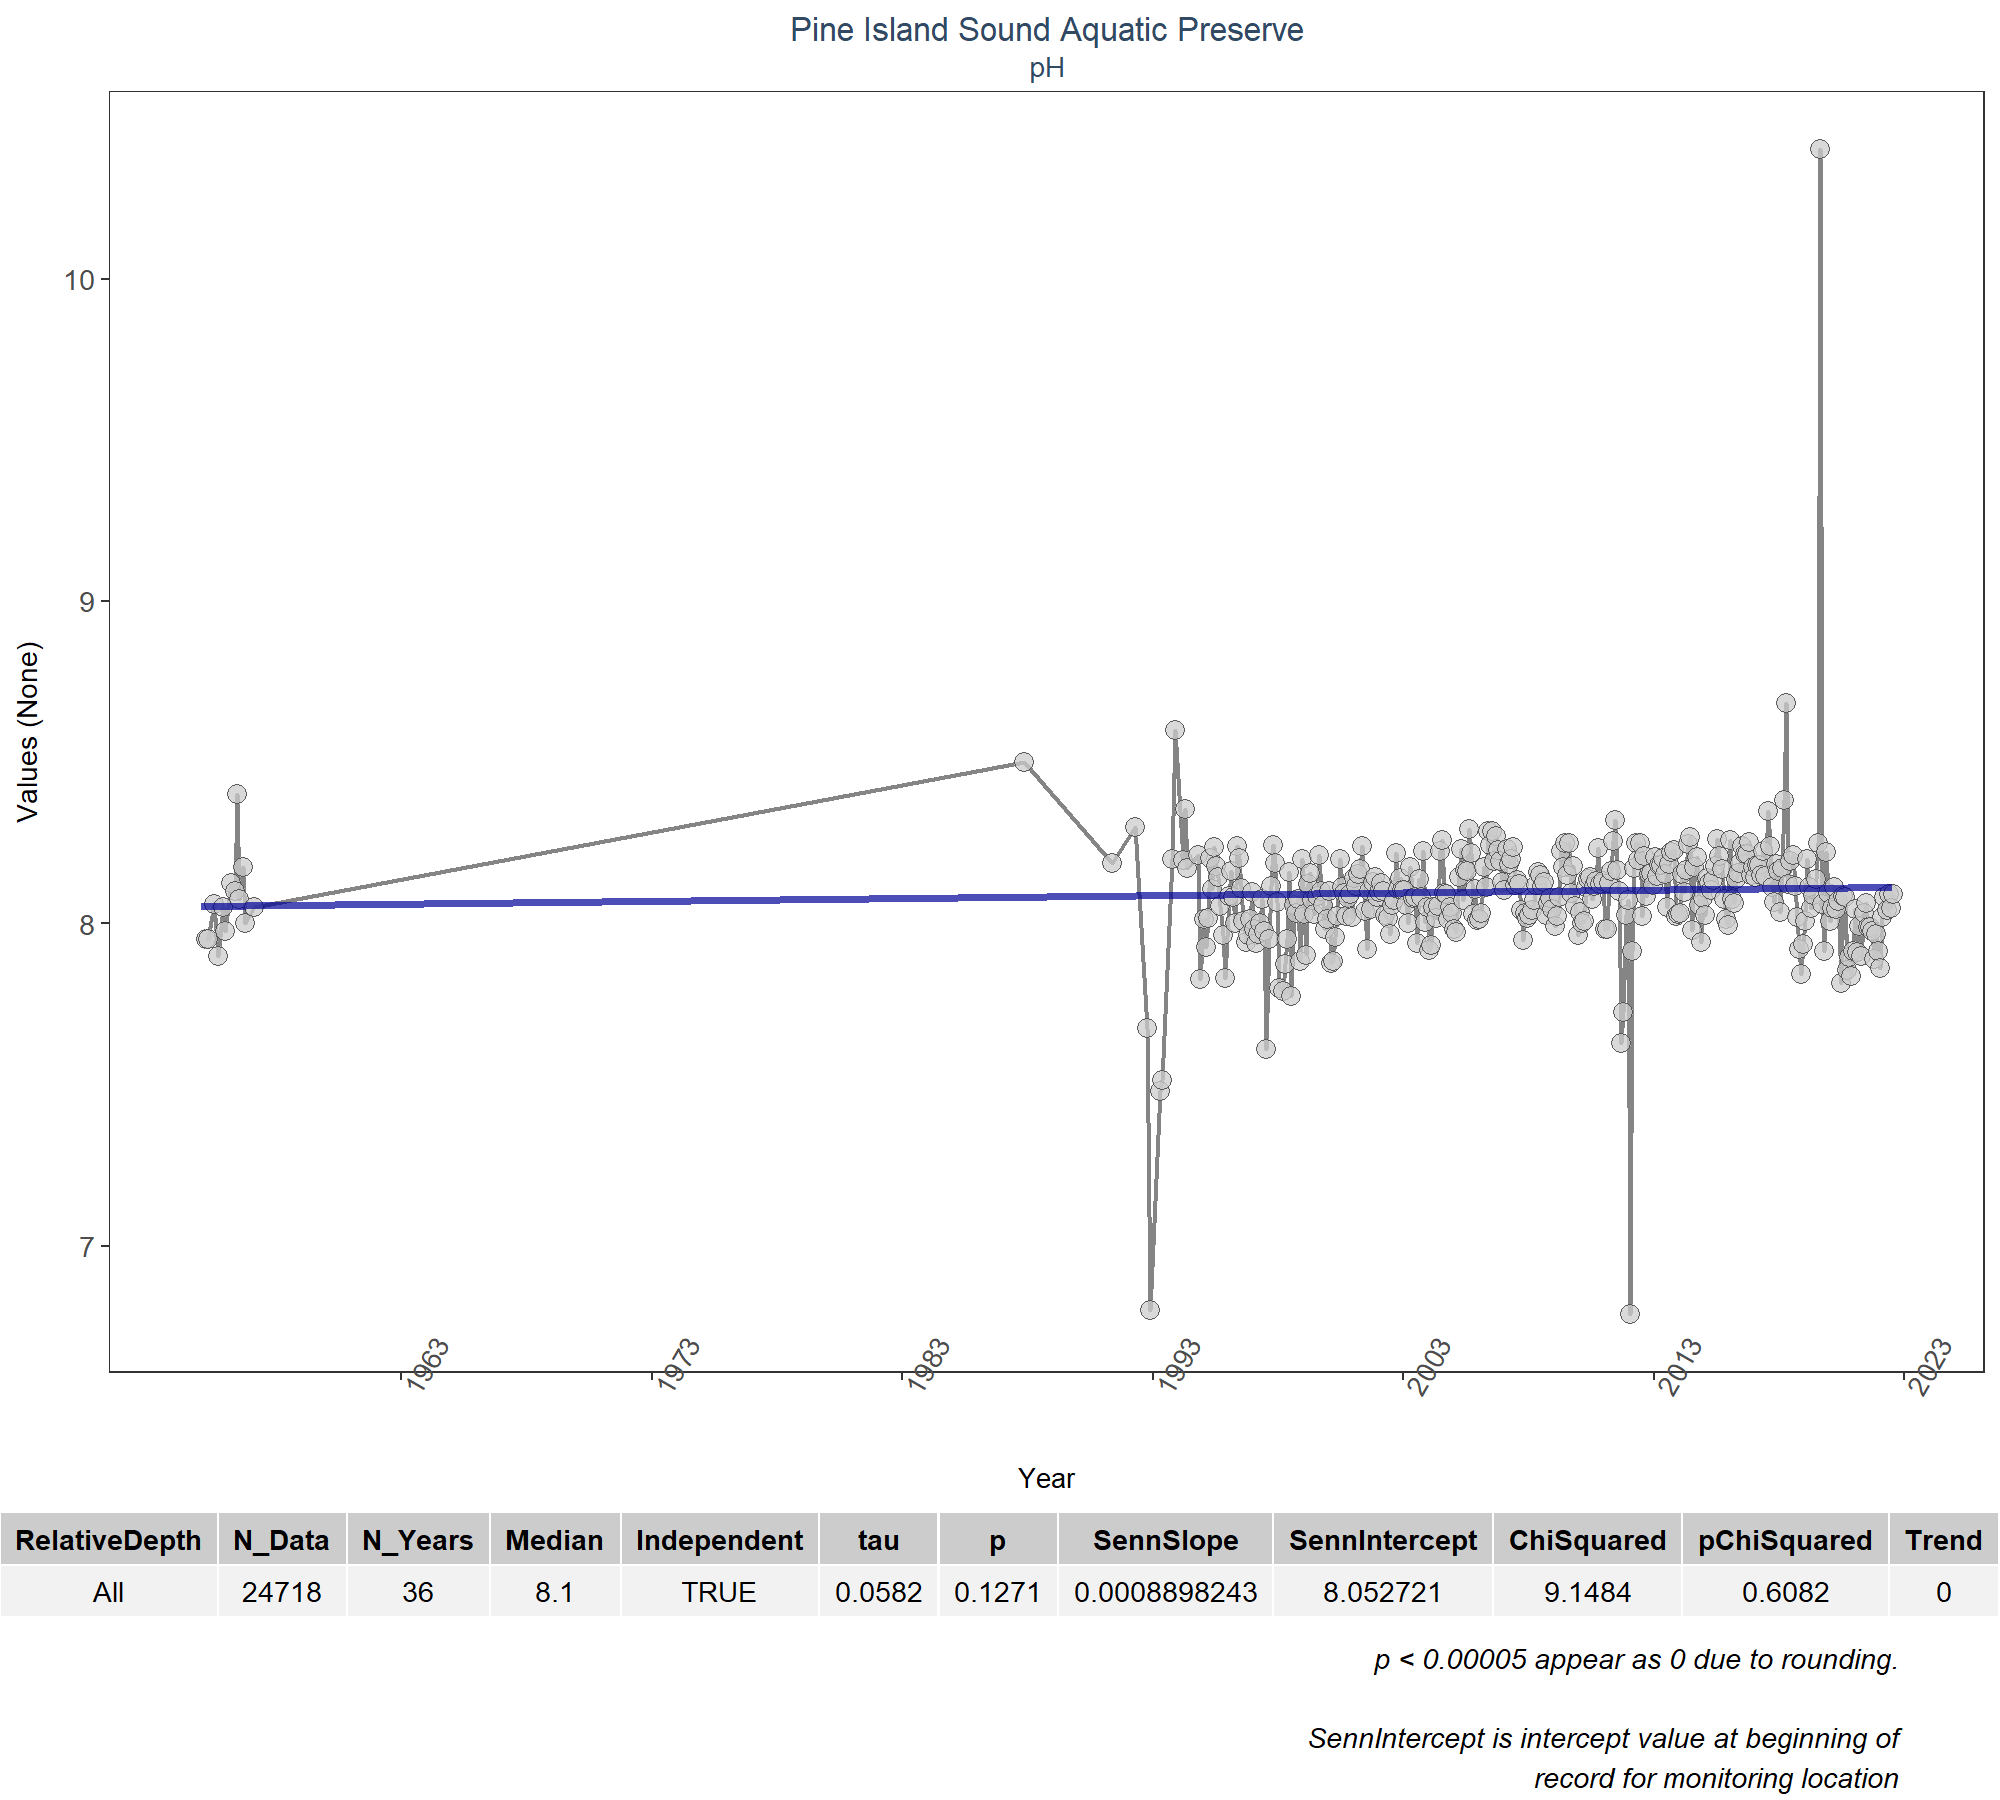 Pine Island Sound Aquatic Preserve
pH
Values (None)
10
9
8
7
1963
1973
1983
1993
2003
2013
2023
Year
RelativeDepth N_Data N_Years Median Independent tau p SennSlope SennIntercept ChiSquared pChiSquared Trend
All 24718 36 8.1 TRUE 0.0582 0.1271 0.0008898243 8.052721 9.1484 0.6082 0
p < 0.00005 appear as 0 due to rounding.
SennIntercept is intercept value at beginning of
record for monitoring location